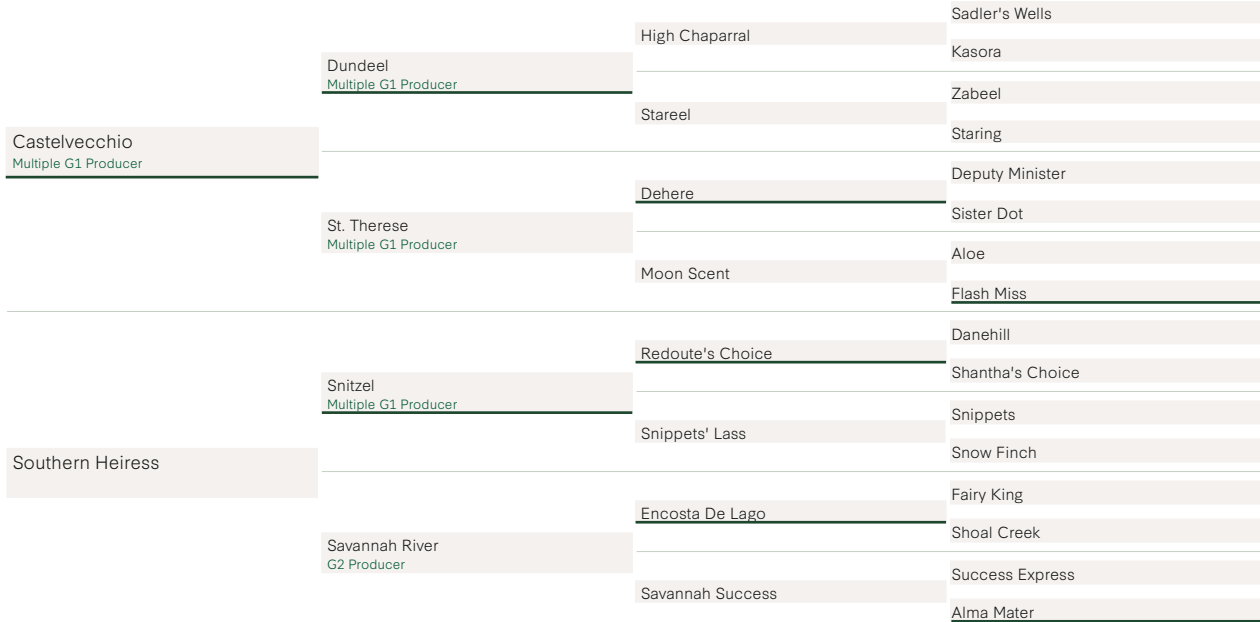 Castelvecchio
Multiple G1 Producer
Southern Heiress
Dundeel
Multiple G1 Producer
St. Therese
Multiple G1 Producer
Snitzel
Multiple G1 Producer
Savannah River
G2 Producer
High Chaparral
Stareel
Dehere
Moon Scent
Redoute's Choice
Snippets' Lass
Encosta De Lago
Savannah Success
Sadler's Wells
Kasora
Zabeel
Staring
Deputy Minister
Sister Dot
Aloe
Flash Miss
Danehill
Shantha's Choice
Snippets
Snow Finch
Fairy King
Shoal Creek
Success Express
Alma Mater